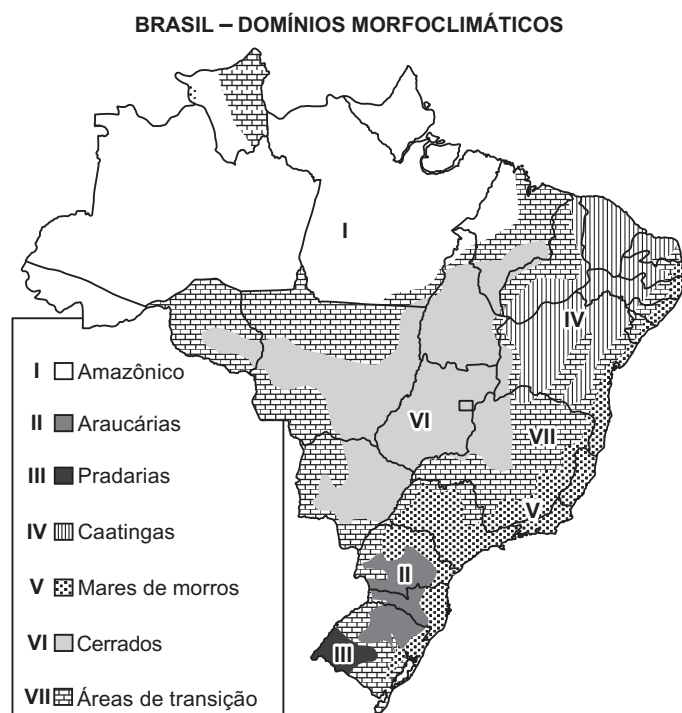 BRASIL – DOMÍNIOS MORFOCLIMÁTICOS
I
IV
VI
VII
V
II
III
I Amazônico
II Araucárias
III Pradarias
IV Caatingas
V Mares de morros
VI Cerrados
VII Áreas de transição